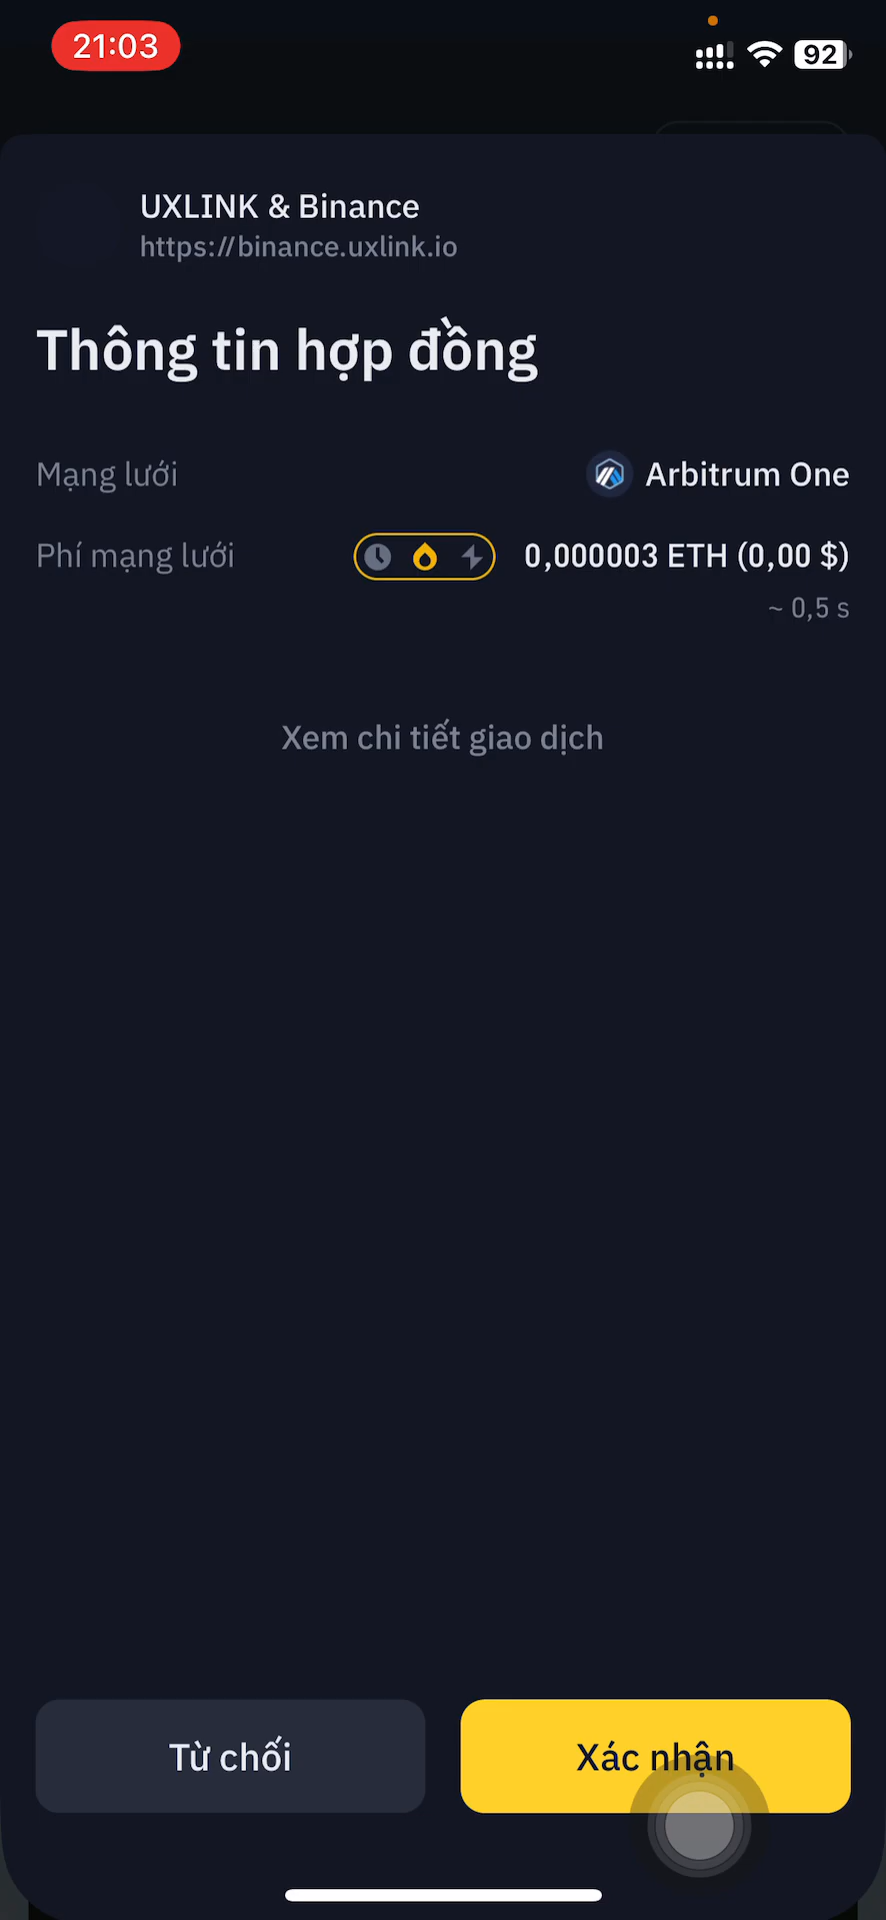 21:03
92
UXLINK & Binance
https://binance.uxlink.io
Thông tin hợp đồng
Mạng lưới
Arbitrum One
Phí mạng lưới
0,000003 ETH (0,00 $)
~ 0,5 s
Xem chi tiết giao dịch
Từ chối
Xác nhận